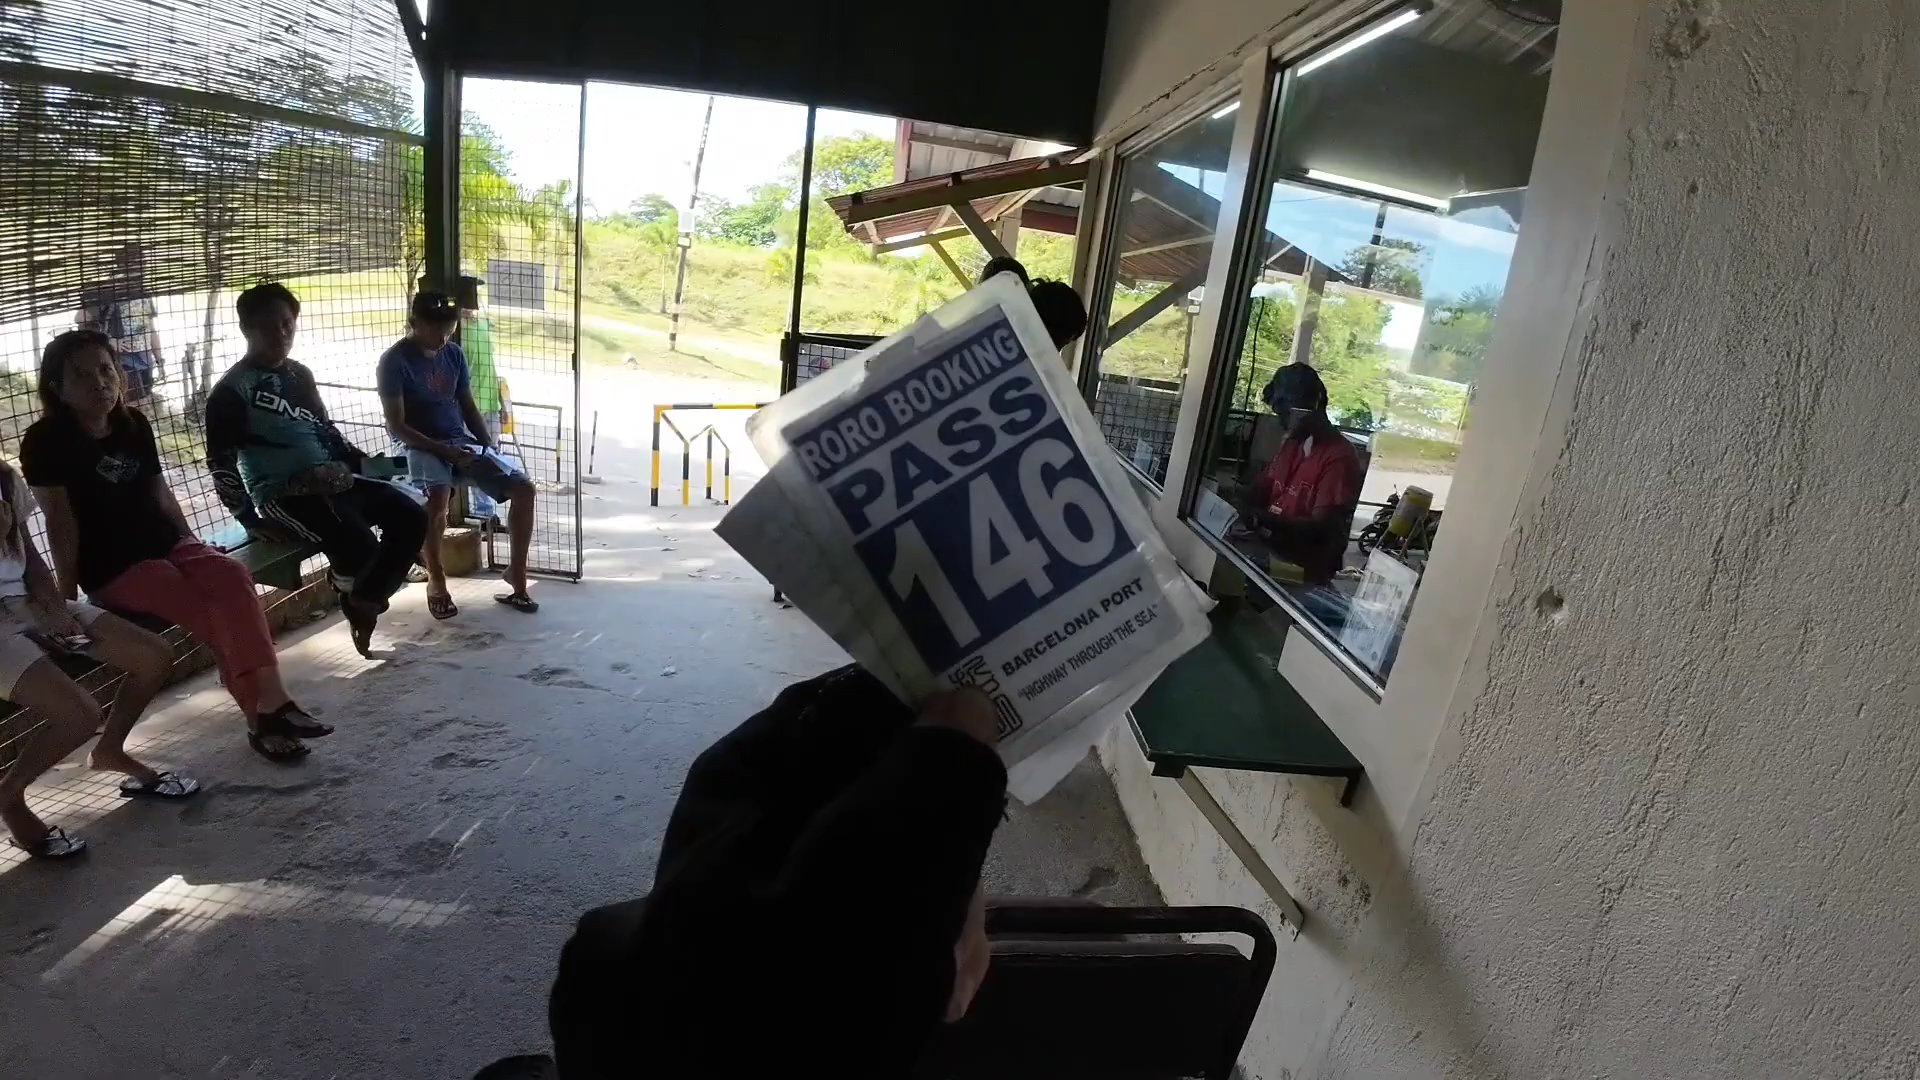 RORO BOOKING
PASS
146
BARCELONA PORT
"HIGHWAY THROUGH THE SEA"